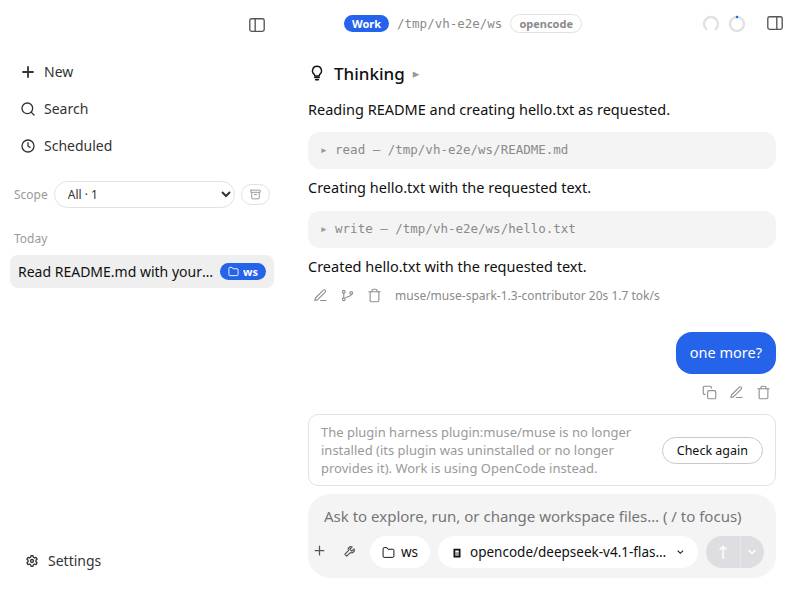 Work /tmp/vh-e2e/ws opencode
New
Search
Scheduled
Scope All · 1
Today
Read README.md with your... ws
Settings
Thinking
Reading README and creating hello.txt as requested.
read — /tmp/vh-e2e/ws/README.md
Creating hello.txt with the requested text.
write — /tmp/vh-e2e/ws/hello.txt
Created hello.txt with the requested text.
muse/muse-spark-1.3-contributor 20s 1.7 tok/s
one more?
The plugin harness plugin:muse/muse is no longer
installed (its plugin was uninstalled or no longer
provides it). Work is using OpenCode instead.
Check again
Ask to explore, run, or change workspace files... ( / to focus)
ws opencode/deepseek-v4.1-flas...